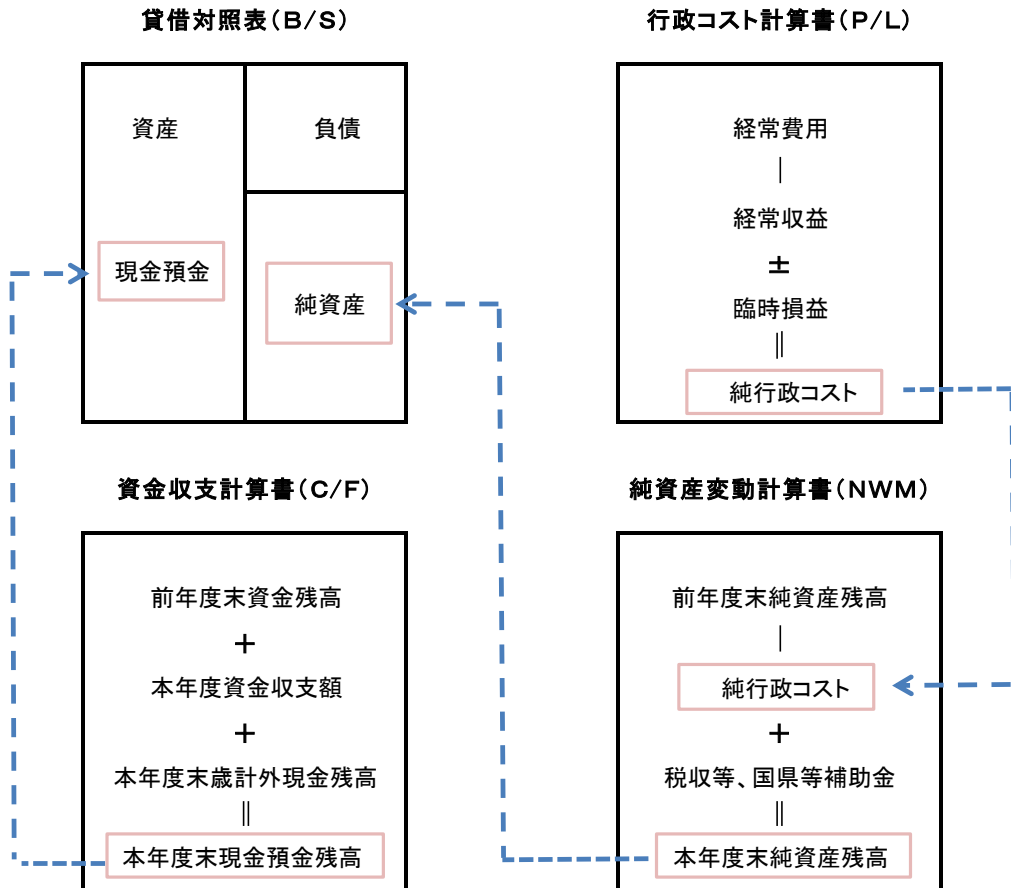 貸借対照表(B/S)
資産
負債
現金預金
純資産
行政コスト計算書(P/L)
経常費用
|
経常収益
±
臨時損益
||
純行政コスト
資金収支計算書(C/F)
前年度末資金残高
+
本年度資金収支額
+
本年度末歳計外現金残高
||
本年度末現金預金残高
純資産変動計算書(NWM)
前年度末純資産残高
|
純行政コスト
+
税収等、国県等補助金
||
本年度末純資産残高